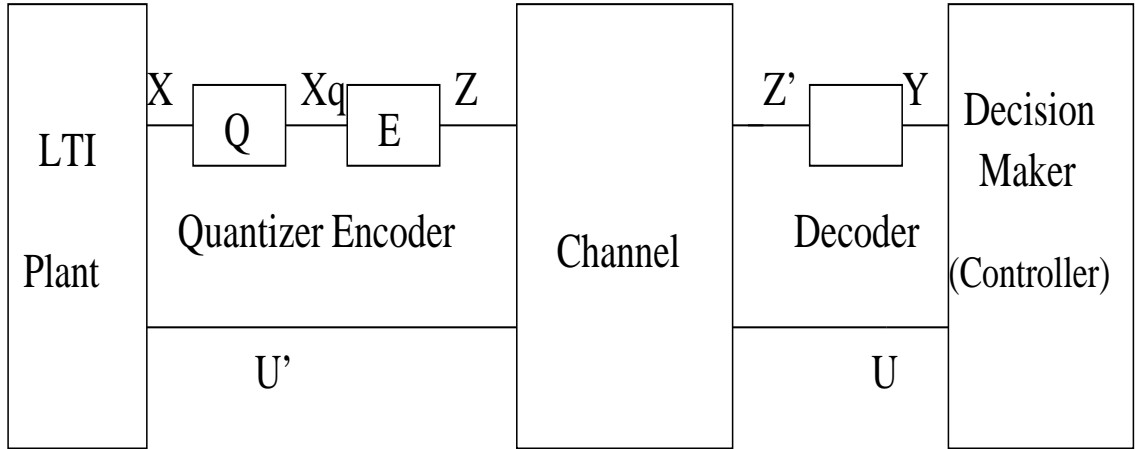 X
Xq
Z
Z'
Y
Q
E
LTI
Plant
Quantizer Encoder
Channel
Decoder
Decision
Maker
(Controller)
U'
U